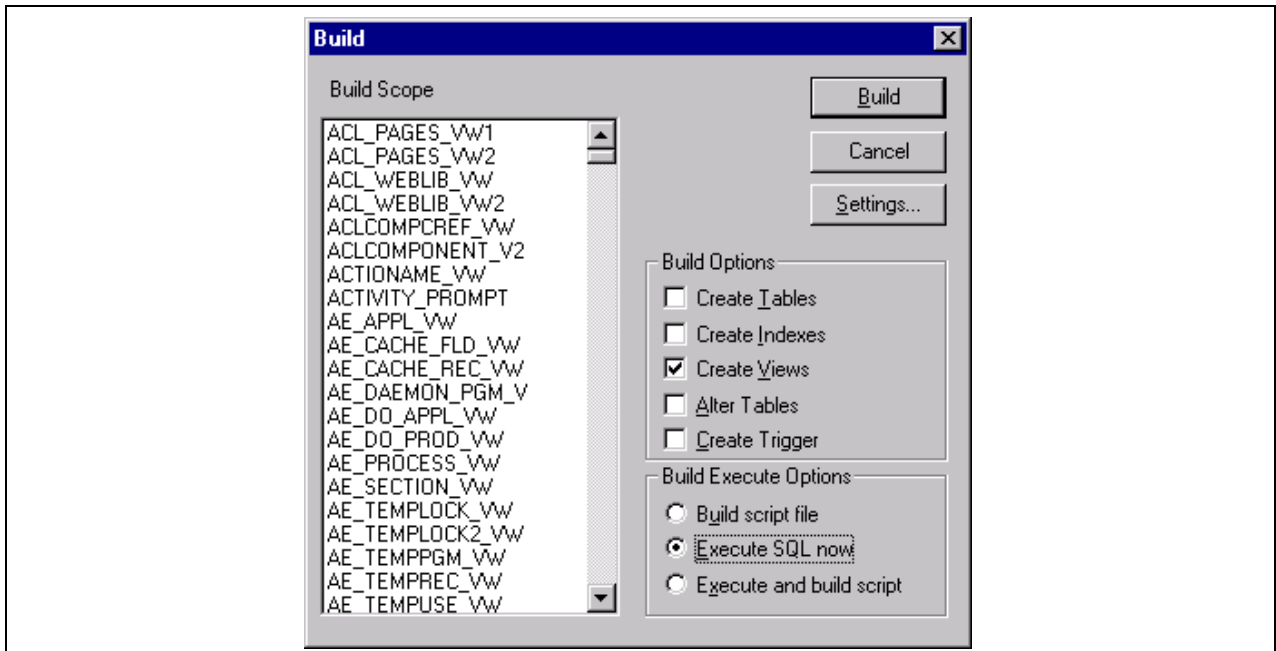 Build
Build Scope
ACL_PAGES_VW1
ACL_PAGES_VW2
ACL_WEBLIB_VW
ACL_WEBLIB_VW2
ACLCOMPCREF_VW
ACLCOMPONENT_V2
ACTIONAME_VW
ACTIVITY_PROMPT
AE_APPL_VW
AE_CACHE_FLD_VW
AE_CACHE_REC_VW
AE_DAEMON_PGM_V
AE_DO_APPL_VW
AE_DO_PROD_VW
AE_PROCESS_VW
AE_SECTION_VW
AE_TEMPLOCK_VW
AE_TEMPLOCK2_VW
AE_TEMPPGM_VW
AE_TEMPREC_VW
AE_TEMPUSE_VW
Build
Cancel
Settings...
Build Options
Create Tables
Create Indexes
Create Views
Alter Tables
Create Trigger
Build Execute Options
Build script file
Execute SQL now
Execute and build script